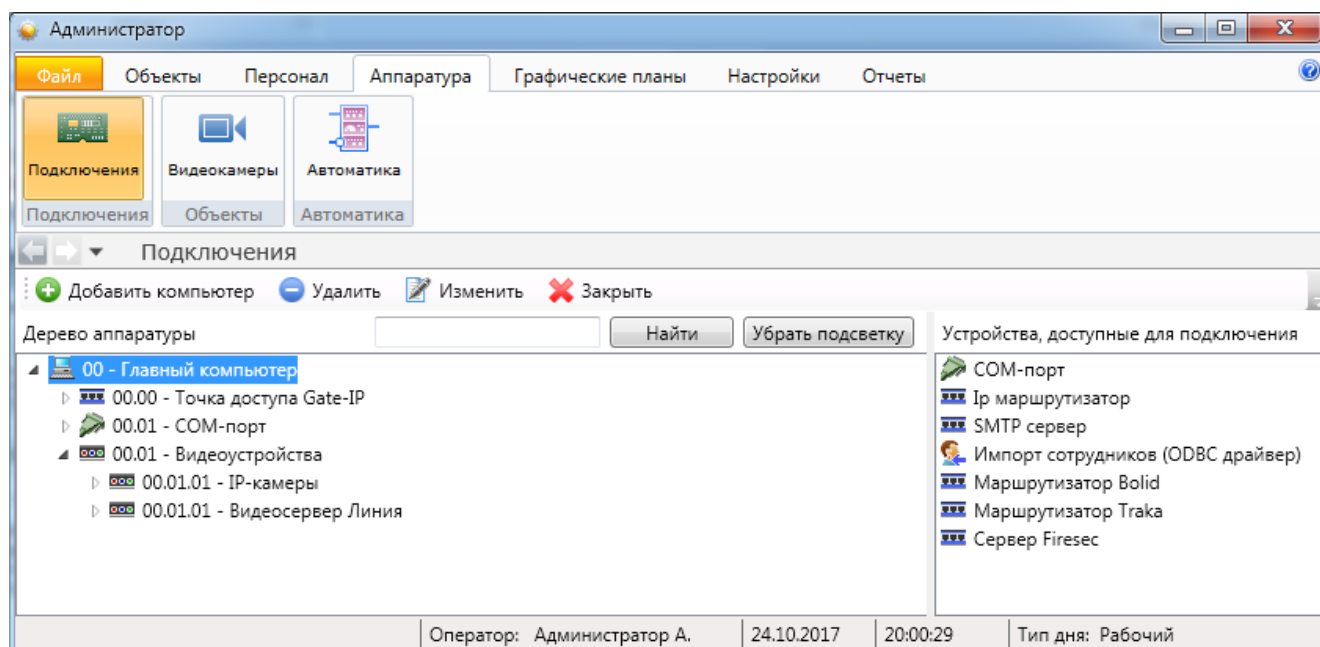 Администратор
Файл Объекты Персонал Аппаратура Графические планы Настройки Отчеты
Подключения Видеокамеры Автоматика
Подключения Объекты Автоматика
Подключения
Добавить компьютер Удалить Изменить Закрыть
Дерево аппаратуры Найти Убрать подсветку Устройства, доступные для подключения
00 - Главный компьютер
00.00 - Точка доступа Gate-IP
00.01 - COM-порт
00.01 - Видеоустройства
00.01.01 - IP-камеры
00.01.01 - Видеосервер Линия
COM-порт
Ip маршрутизатор
SMTP сервер
Импорт сотрудников (ODBC драйвер)
Маршрутизатор Bolid
Маршрутизатор Traka
Сервер Firesec
Оператор: Администратор А. 24.10.2017 20:00:29 Тип дня: Рабочий